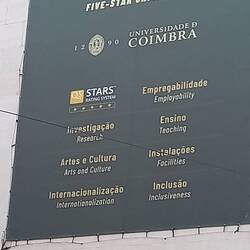 FIVE-STAR
12 90
UNIVERSIDADE D
COIMBRA
QS STARS
RATING SYSTEM
Empregabilidade
Employability
Investigação
Research
Ensino
Teaching
Artes e Cultura
Arts and Culture
Instalações
Facilities
Internacionalização
Internationalization
Inclusão
Inclusiveness